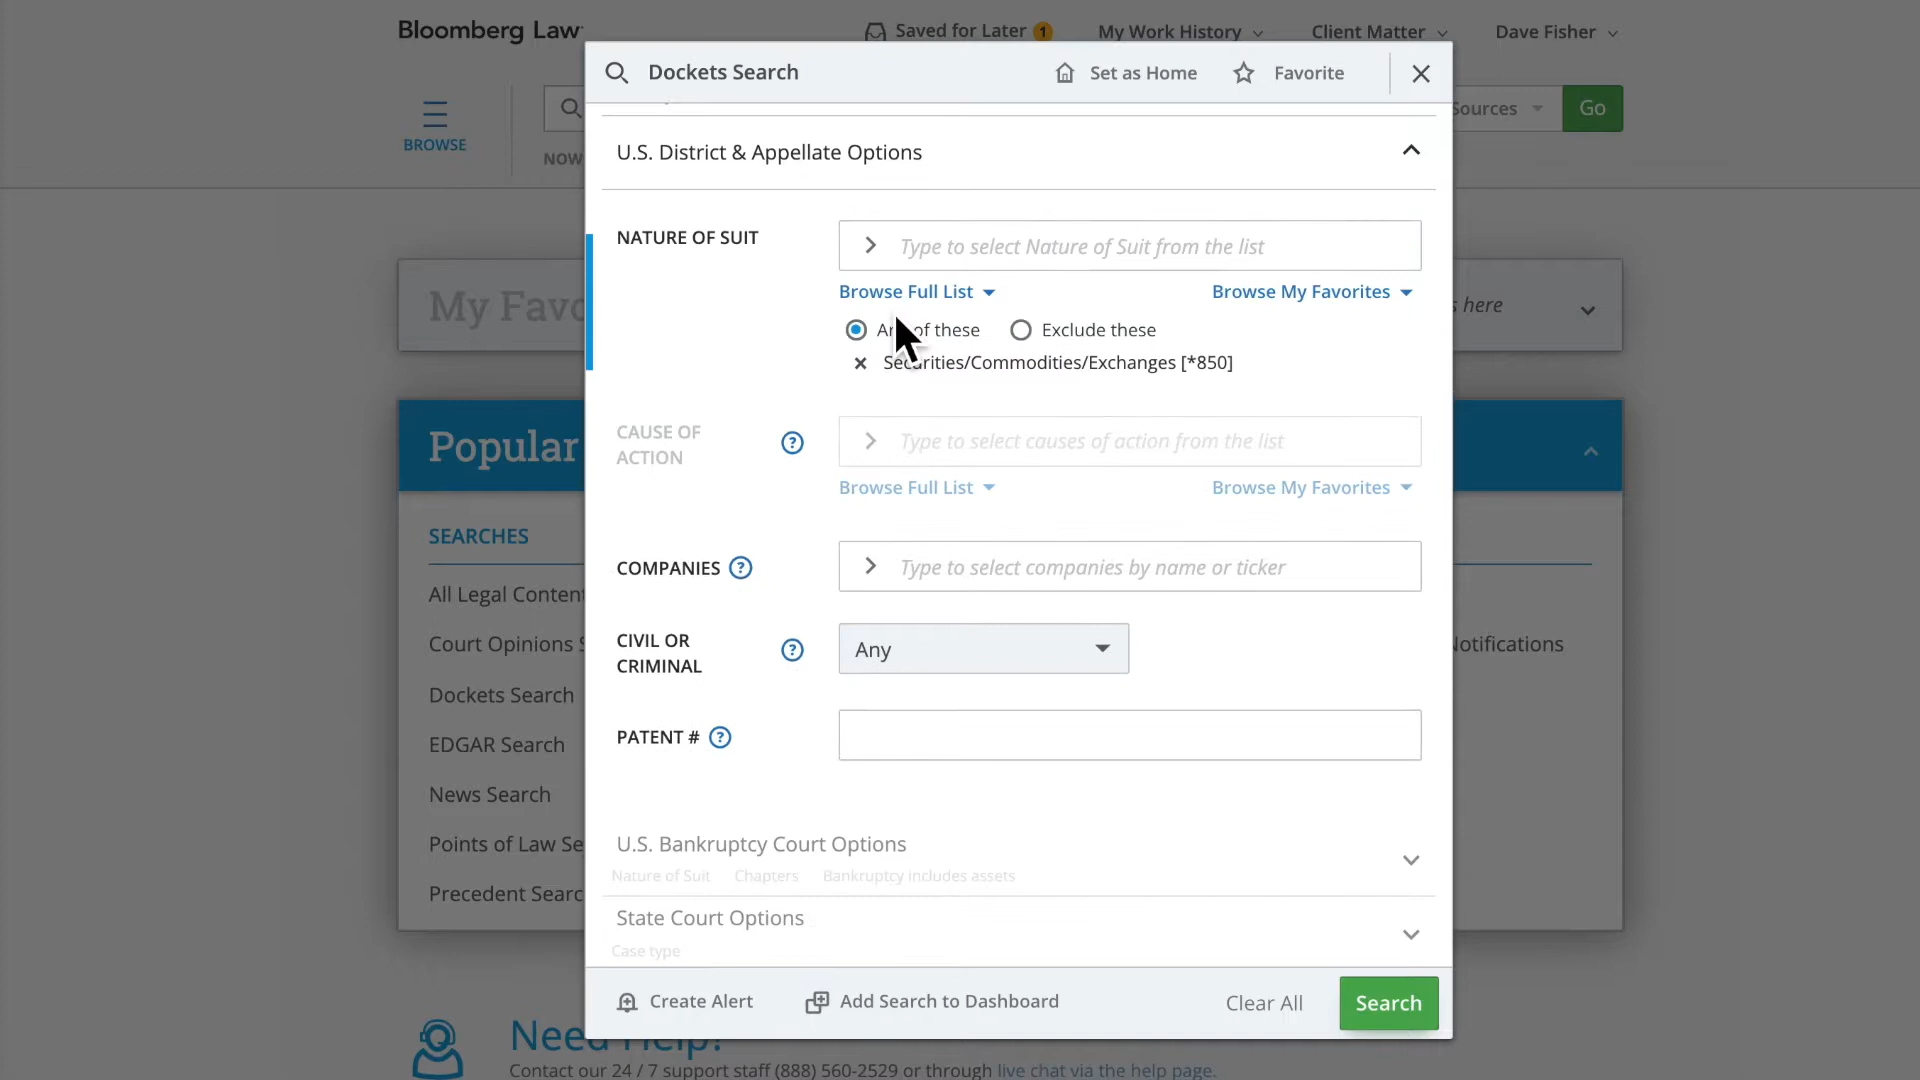 Bloomberg Law
Saved for Later 1
My Work History
Client Matter
Dave Fisher
Dockets Search
Set as Home
Favorite
BROWSE
Sources
Go
NOW
U.S. District & Appellate Options
NATURE OF SUIT
Type to select Nature of Suit from the list
Browse Full List
Browse My Favorites
of these
Exclude these
Securities/Commodities/Exchanges [*850]
My Favo
s here
CAUSE OF
ACTION
?
Type to select causes of action from the list
Browse Full List
Browse My Favorites
Popular
SEARCHES
All Legal Conten
Court Opinions S
Dockets Search
EDGAR Search
News Search
Points of Law Se
Precedent Searc
Notifications
COMPANIES ?
Type to select companies by name or ticker
CIVIL OR
CRIMINAL
?
Any
PATENT # ?
U.S. Bankruptcy Court Options
Nature of Suit Chapters Bankruptcy includes assets
State Court Options
Case type
Create Alert
Add Search to Dashboard
Clear All
Search
Need Help?
Contact our 24 / 7 support staff (888) 560-2529 or through live chat via the help page.